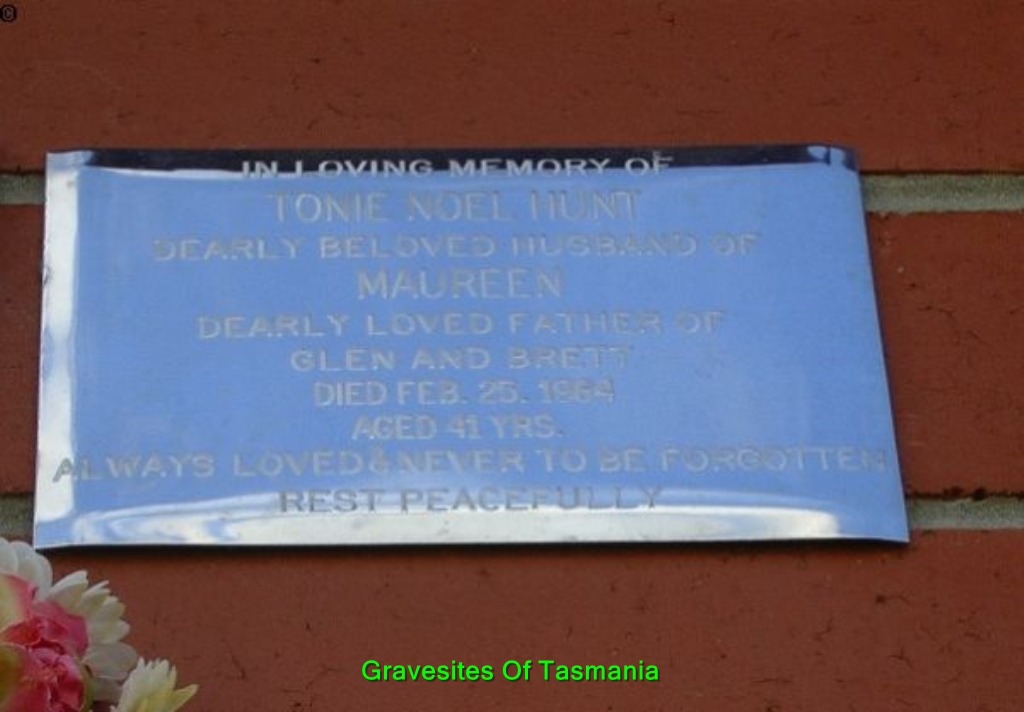 ©
IN LOVING MEMORY OF
TONIE NOEL HUNT
DEARLY BELOVED HUSBAND OF
MAUREEN
DEARLY LOVED FATHER OF
GLEN AND BRETT
DIED FEB. 25. 1984
AGED 41 YRS.
ALWAYS LOVED & NEVER TO BE FORGOTTEN
REST PEACEFULLY
Gravesites Of Tasmania